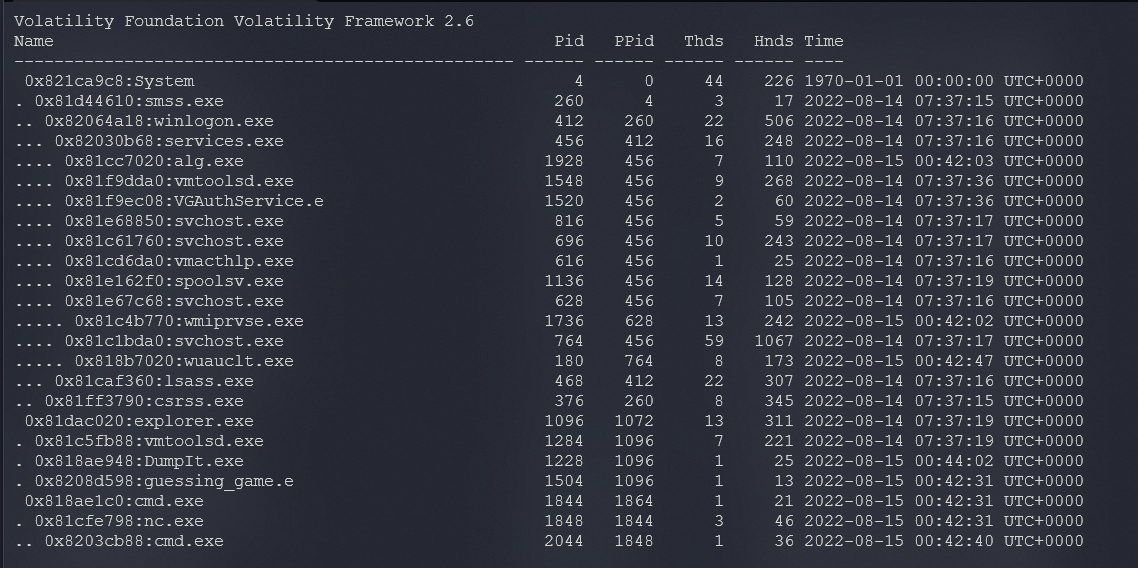 Volatility Foundation Volatility Framework 2.6
Name                                                  Pid   PPid   Thds   Hnds Time
-------------------------------------------------- ------ ------ ------ ------ ----
 0x821ca9c8:System                                      4      0     44    226 1970-01-01 00:00:00 UTC+0000
. 0x81d44610:smss.exe                                 260      4      3     17 2022-08-14 07:37:15 UTC+0000
.. 0x82064a18:winlogon.exe                            412    260     22    506 2022-08-14 07:37:16 UTC+0000
... 0x82030b68:services.exe                           456    412     16    248 2022-08-14 07:37:16 UTC+0000
.... 0x81cc7020:alg.exe                              1928    456      7    110 2022-08-15 00:42:03 UTC+0000
.... 0x81f9dda0:vmtoolsd.exe                         1548    456      9    268 2022-08-14 07:37:36 UTC+0000
.... 0x81f9ec08:VGAuthService.e                      1520    456      2     60 2022-08-14 07:37:36 UTC+0000
.... 0x81e68850:svchost.exe                           816    456      5     59 2022-08-14 07:37:17 UTC+0000
.... 0x81c61760:svchost.exe                           696    456     10    243 2022-08-14 07:37:17 UTC+0000
.... 0x81cd6da0:vmacthlp.exe                          616    456      1     25 2022-08-14 07:37:16 UTC+0000
.... 0x81e162f0:spoolsv.exe                          1136    456     14    128 2022-08-14 07:37:19 UTC+0000
.... 0x81e67c68:svchost.exe                           628    456      7    105 2022-08-14 07:37:16 UTC+0000
..... 0x81c4b770:wmiprvse.exe                        1736    628     13    242 2022-08-15 00:42:02 UTC+0000
.... 0x81c1bda0:svchost.exe                           764    456     59   1067 2022-08-14 07:37:17 UTC+0000
..... 0x818b7020:wuauclt.exe                          180    764      8    173 2022-08-15 00:42:47 UTC+0000
... 0x81caf360:lsass.exe                              468    412     22    307 2022-08-14 07:37:16 UTC+0000
.. 0x81ff3790:csrss.exe                               376    260      8    345 2022-08-14 07:37:15 UTC+0000
 0x81dac020:explorer.exe                             1096   1072     13    311 2022-08-14 07:37:19 UTC+0000
. 0x81c5fb88:vmtoolsd.exe                            1284   1096      7    221 2022-08-14 07:37:19 UTC+0000
. 0x818ae948:DumpIt.exe                              1228   1096      1     25 2022-08-15 00:44:02 UTC+0000
. 0x8208d598:guessing_game.e                         1504   1096      1     13 2022-08-15 00:42:31 UTC+0000
 0x818ae1c0:cmd.exe                                  1844   1864      1     21 2022-08-15 00:42:31 UTC+0000
. 0x81cfe798:nc.exe                                  1848   1844      3     46 2022-08-15 00:42:31 UTC+0000
.. 0x8203cb88:cmd.exe                                2044   1848      1     36 2022-08-15 00:42:40 UTC+0000